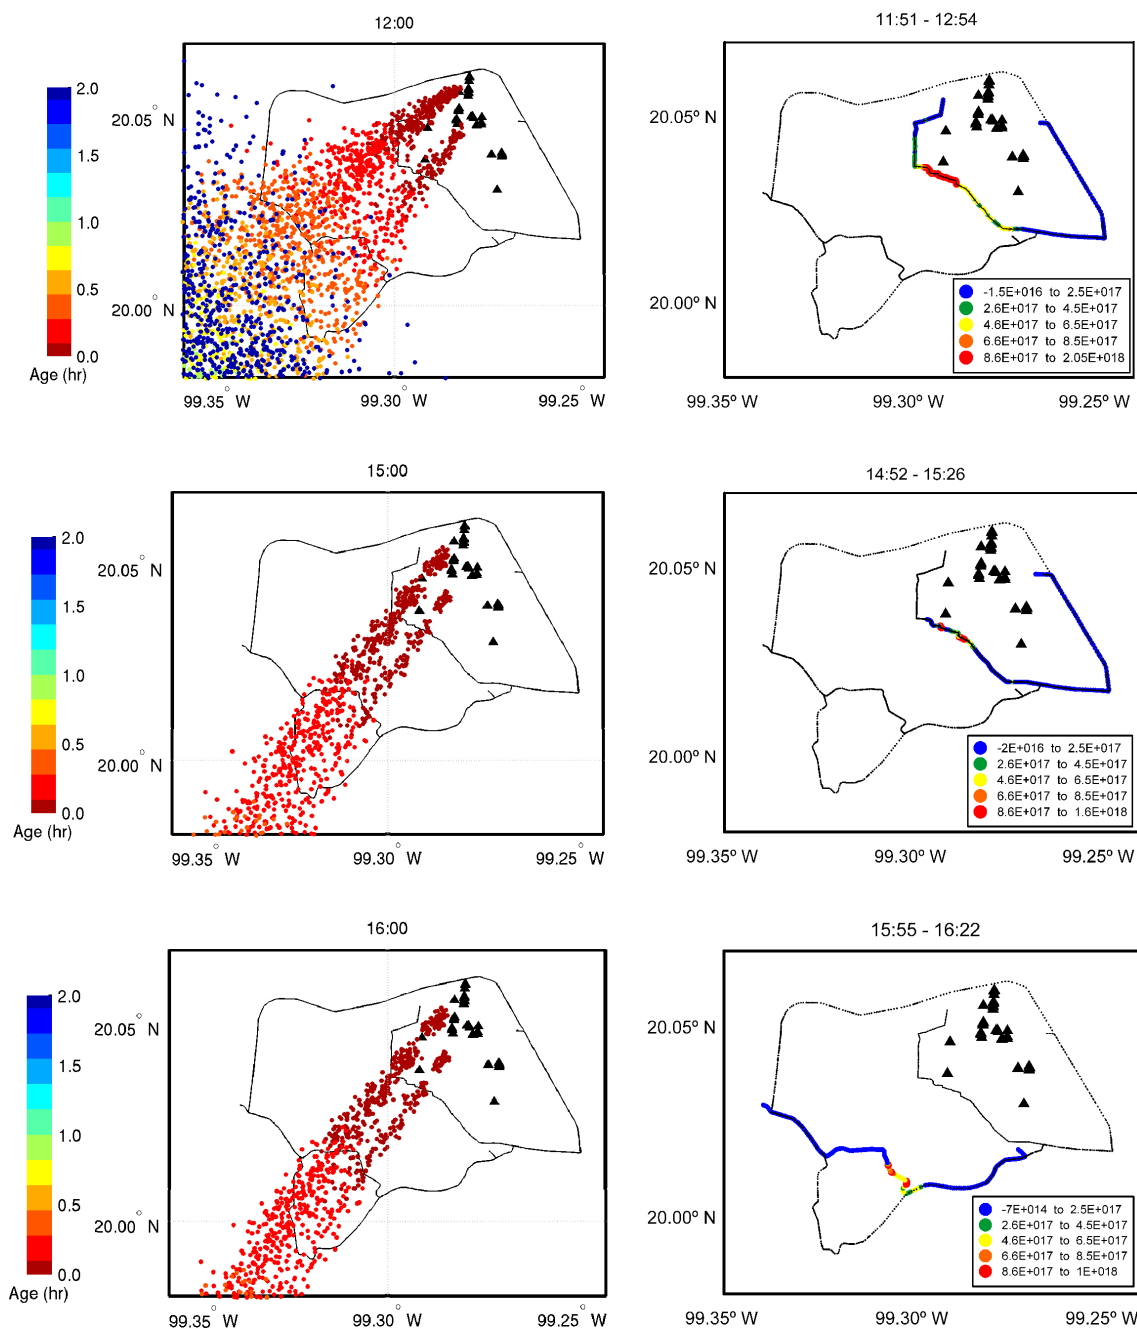 12:00
2.0
1.5
1.0
0.5
0.0
Age (hr)
20.05° N
20.00° N
99.35° W
99.30° W
99.25° W
11:51 - 12:54
20.05° N
20.00° N
-1.5E+016 to 2.5E+017
2.6E+017 to 4.5E+017
4.6E+017 to 6.5E+017
6.6E+017 to 8.5E+017
8.6E+017 to 2.05E+018
99.35° W
99.30° W
99.25° W
15:00
2.0
1.5
1.0
0.5
0.0
Age (hr)
20.05° N
20.00° N
99.35° W
99.30° W
99.25° W
14:52 - 15:26
20.05° N
20.00° N
-2E+016 to 2.5E+017
2.6E+017 to 4.5E+017
4.6E+017 to 6.5E+017
6.6E+017 to 8.5E+017
8.6E+017 to 1.6E+018
99.35° W
99.30° W
99.25° W
16:00
2.0
1.5
1.0
0.5
0.0
Age (hr)
20.05° N
20.00° N
99.35° W
99.30° W
99.25° W
15:55 - 16:22
20.05° N
20.00° N
-7E+014 to 2.5E+017
2.6E+017 to 4.5E+017
4.6E+017 to 6.5E+017
6.6E+017 to 8.5E+017
8.6E+017 to 1E+018
99.35° W
99.30° W
99.25° W